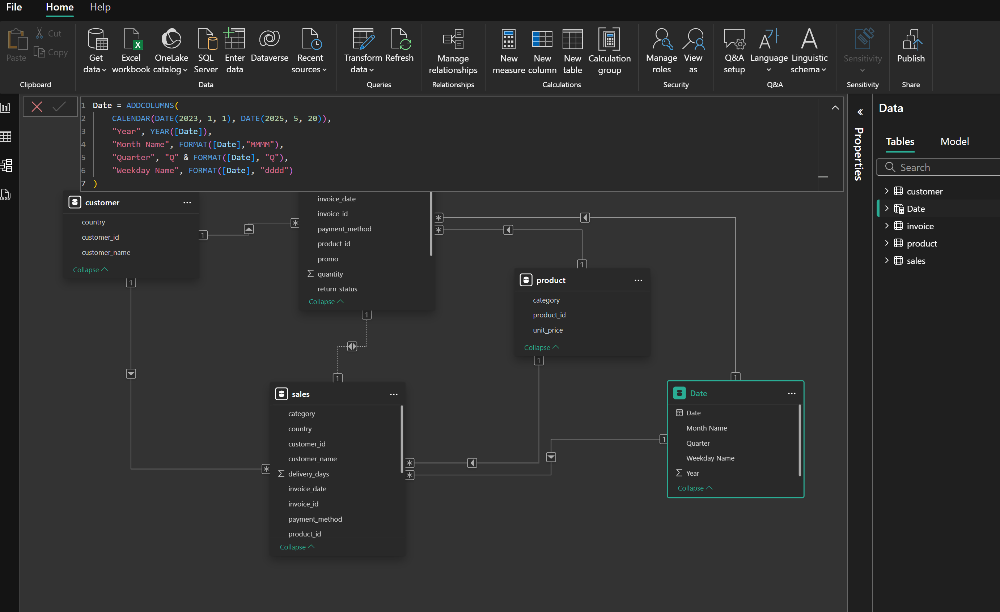 File Home Help
Paste
Cut
Copy
Clipboard
Get data
Excel workbook
OneLake catalog
SQL Server
Enter data
Dataverse
Recent sources
Data
Transform data
Refresh
Queries
Manage relationships
Relationships
New measure
New column
New table
Calculation group
Calculations
Manage roles
View as
Security
Q&A setup
Language
Linguistic schema
Q&A
Sensitivity
Sensitivity
Publish
Share
DAX
1 Date = ADDCOLUMNS(
2 CALENDAR(DATE(2023, 1, 1), DATE(2025, 5, 20)),
3 "Year", YEAR([Date]),
4 "Month Name", FORMAT([Date],"MMMM"),
5 "Quarter", "Q" & FORMAT([Date], "Q"),
6 "Weekday Name", FORMAT([Date], "dddd")
7 )
customer
country
customer_id
customer_name
Collapse
1
1
*
invoice_date
invoice_id
payment_method
product_id
promo
Σ quantity
return_status
Collapse
*
*
1
1
product
category
product_id
unit_price
Collapse
1
1
sales
category
country
customer_id
customer_name
Σ delivery_days
invoice_date
invoice_id
payment_method
product_id
Collapse
*
*
*
1
1
Date
Date
Month Name
Quarter
Weekday Name
Σ Year
Collapse
Properties
Data
Tables Model
Search
customer
Date
invoice
product
sales